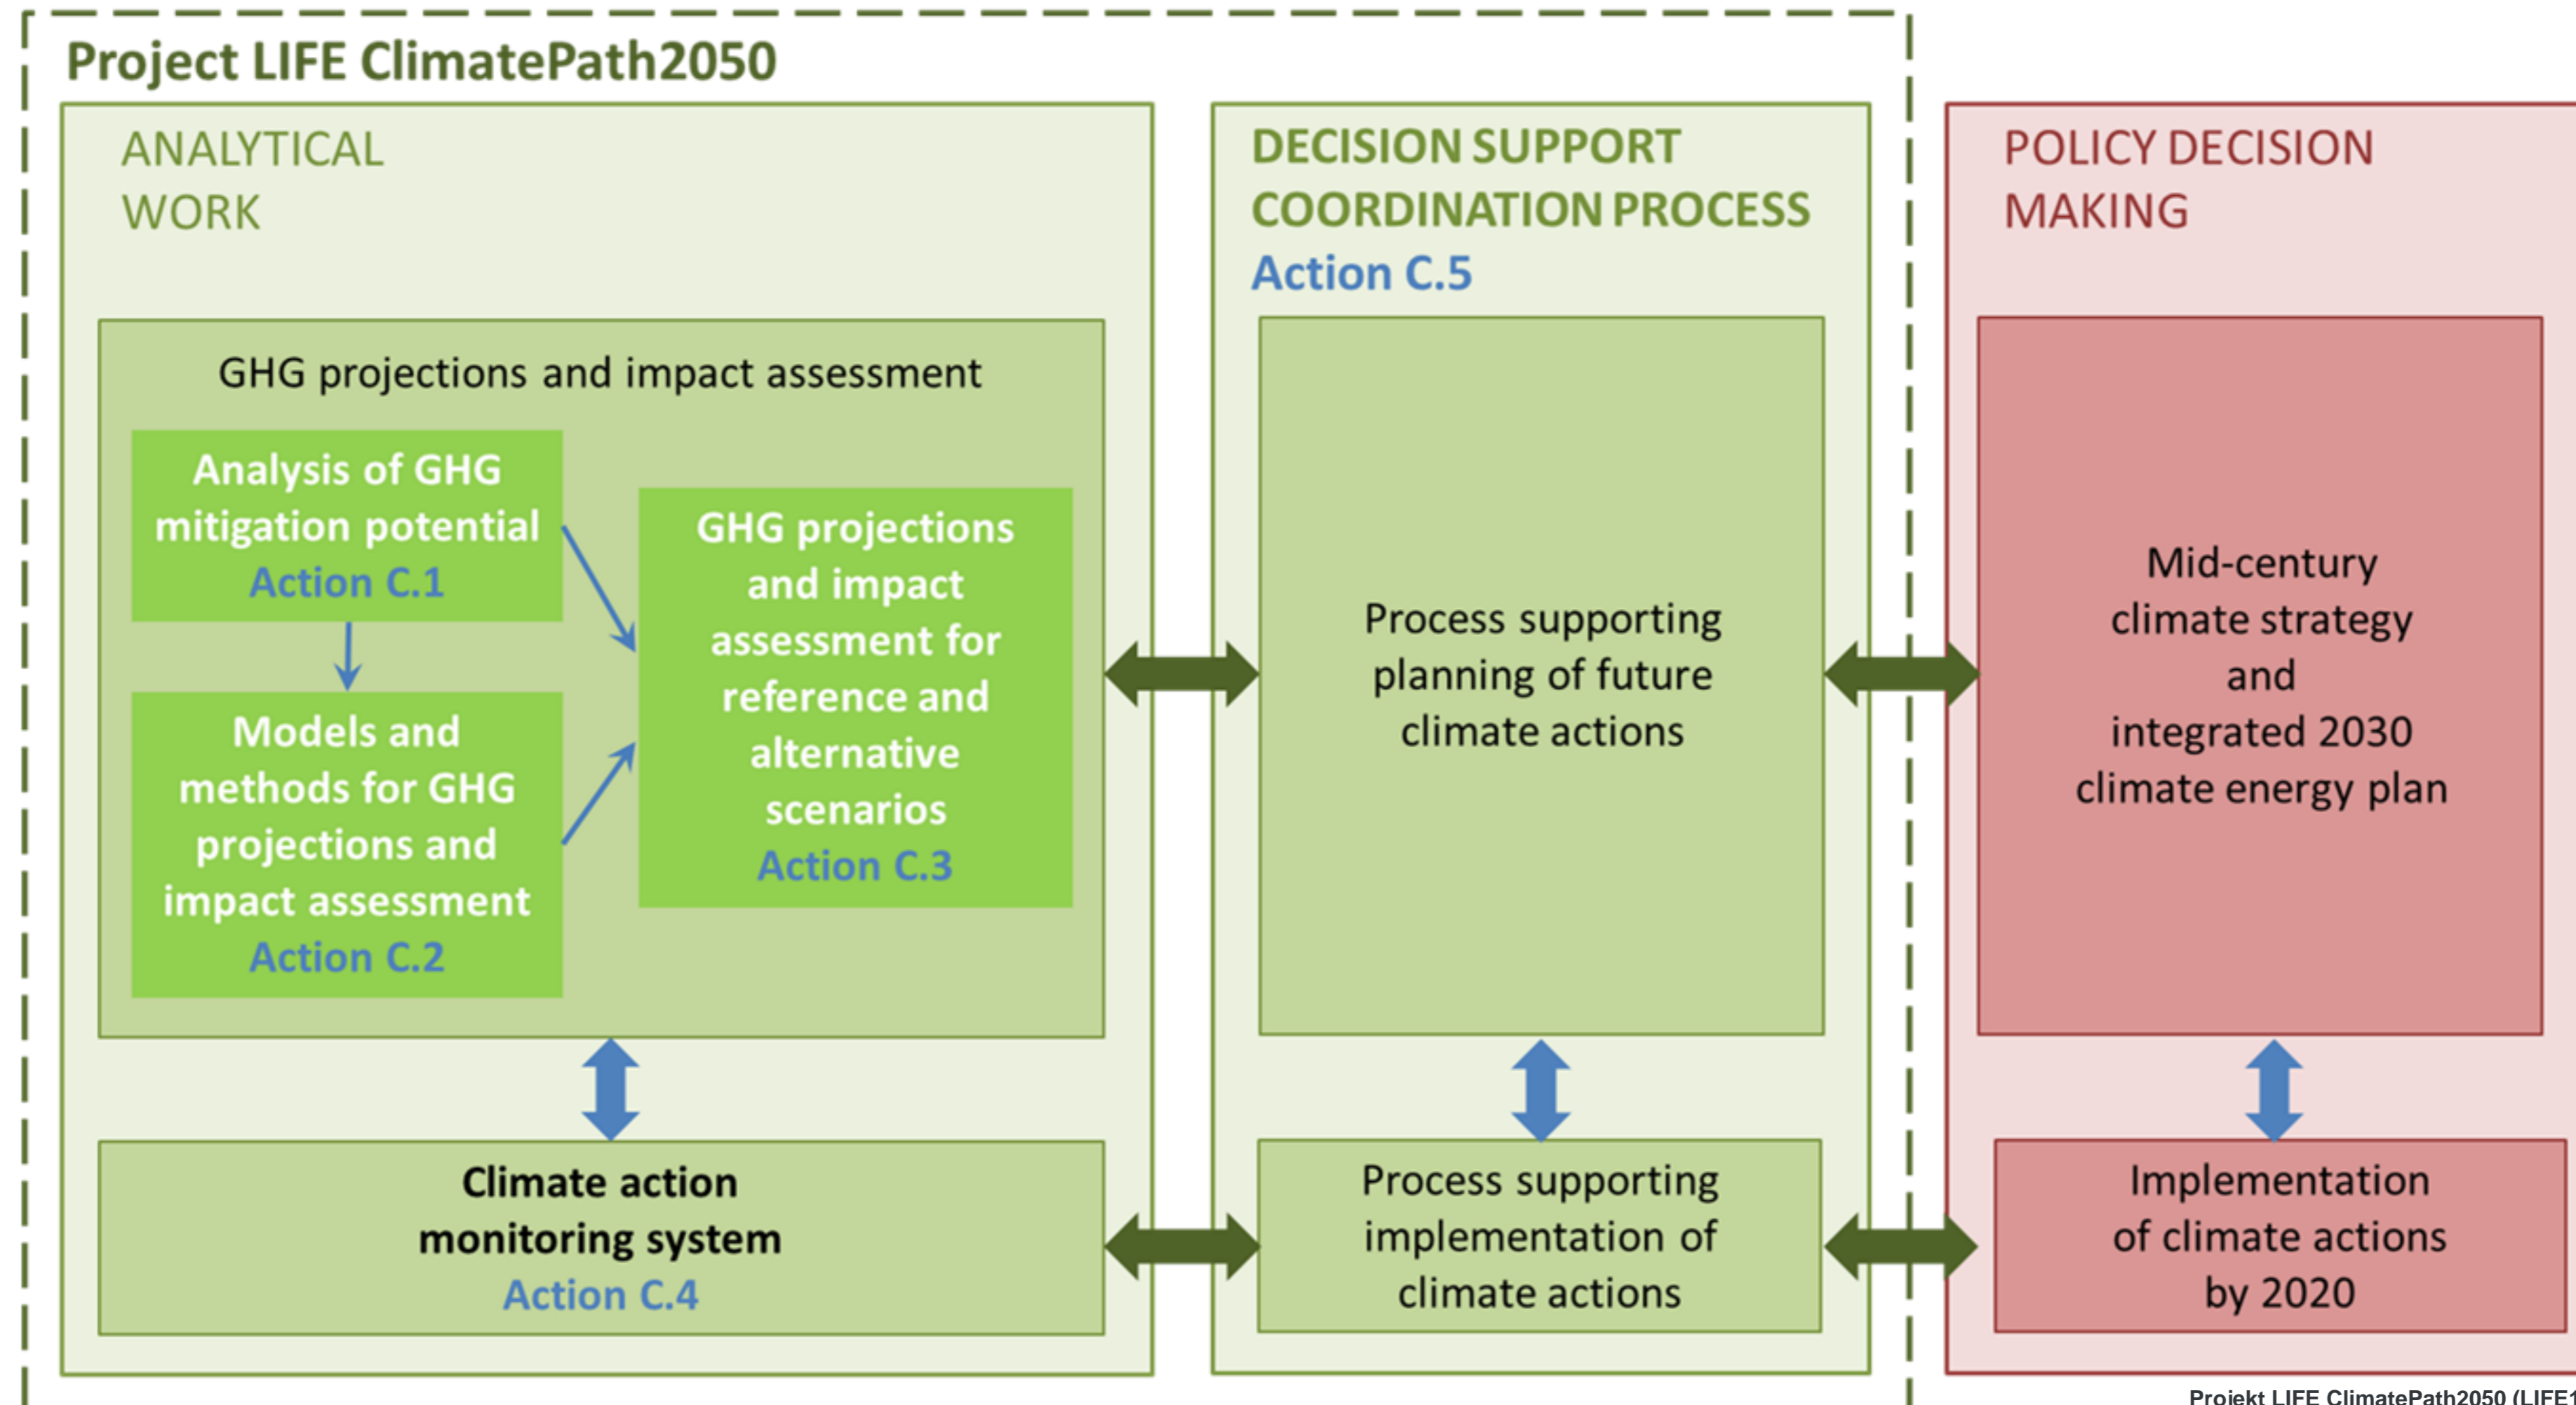 Project LIFE ClimatePath2050
ANALYTICAL
WORK
GHG projections and impact assessment
Analysis of GHG
mitigation potential
Action C.1
Models and
methods for GHG
projections and
impact assessment
Action C.2
GHG projections
and impact
assessment for
reference and
alternative
scenarios
Action C.3
Climate action
monitoring system
Action C.4
DECISION SUPPORT
COORDINATION PROCESS
Action C.5
Process supporting
planning of future
climate actions
Process supporting
implementation of
climate actions
POLICY DECISION
MAKING
Mid-century
climate strategy
and
integrated 2030
climate energy plan
Implementation
of climate actions
by 2020
Projekt LIFE ClimatePath2050 (LIFE1